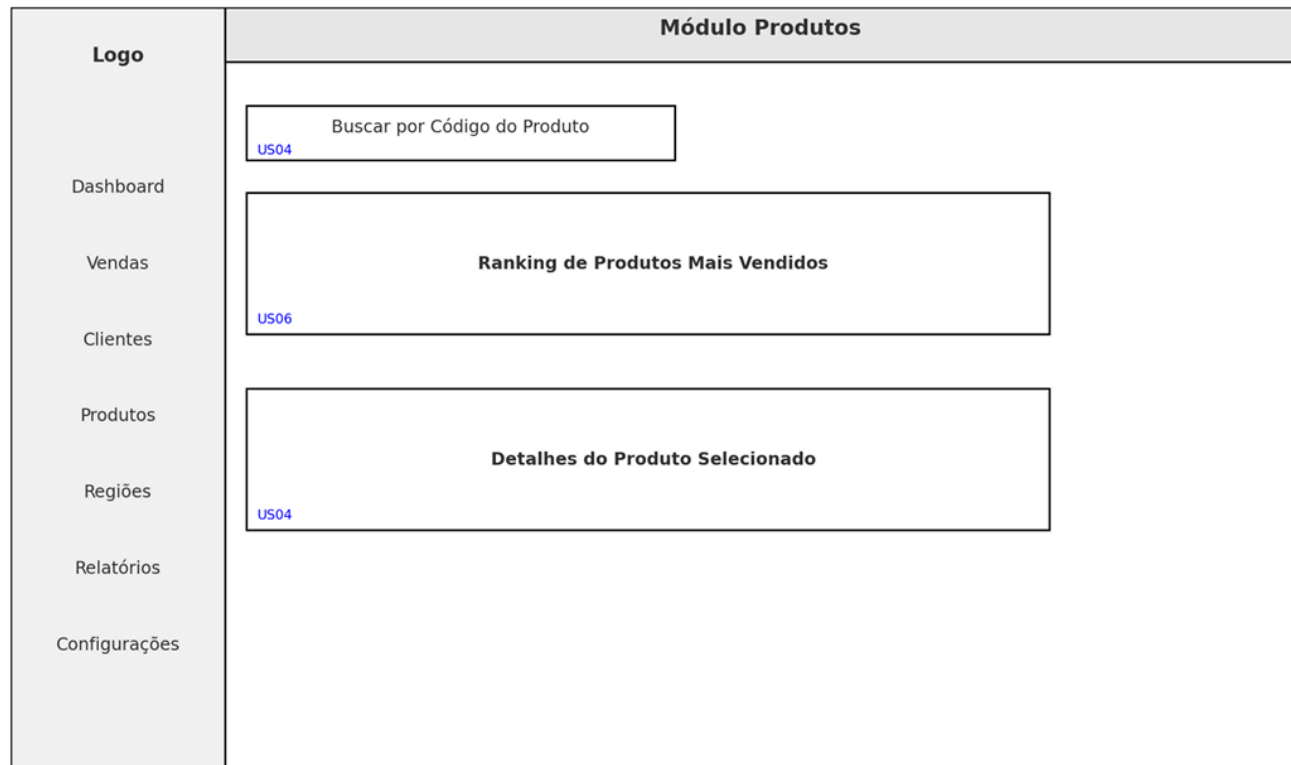 Logo
Dashboard
Vendas
Clientes
Produtos
Regiões
Relatórios
Configurações
Módulo Produtos
Buscar por Código do Produto
US04
Ranking de Produtos Mais Vendidos
US06
Detalhes do Produto Selecionado
US04